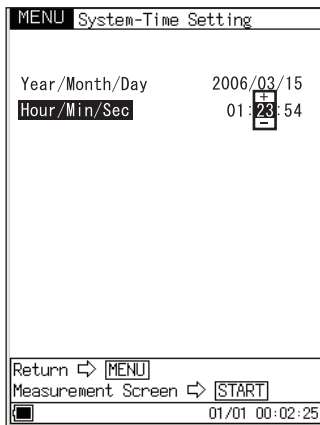 MENU System-Time Setting
Year/Month/Day 2006/03/15
+
Hour/Min/Sec 01:23:54
−
Return ⇨ MENU
Measurement Screen ⇨ START
01/01 00:02:25